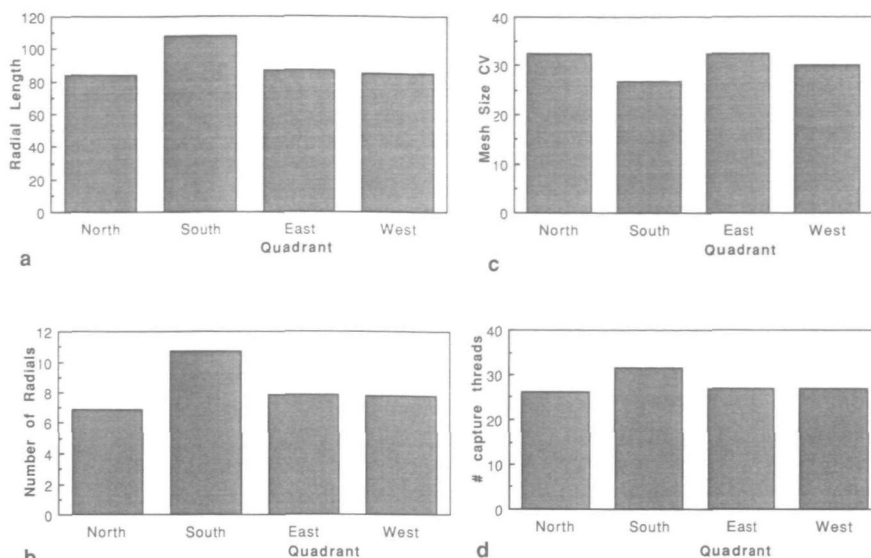 Radial Length
120
100
80
60
40
20
0
North South East West
Quadrant
a
Mesh Size CV
40
30
20
10
0
North South East West
Quadrant
c
Number of Radials
12
10
8
6
4
2
0
North South East West
Quadrant
b
# capture threads
40
30
20
10
0
North South East West
Quadrant
d